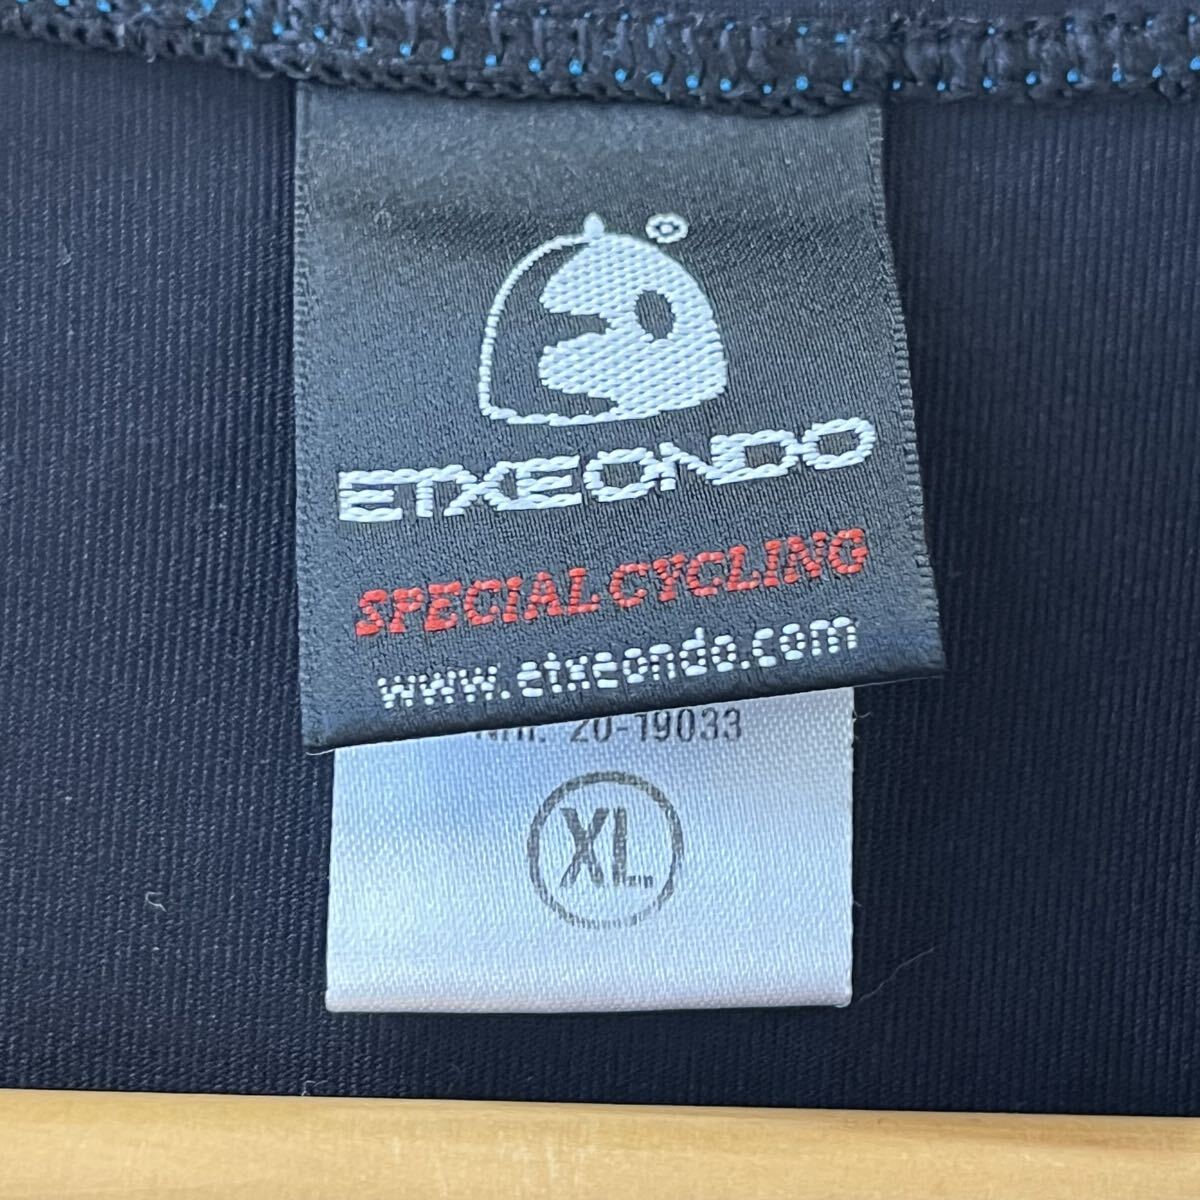 ETXEONDO
SPECIAL CYCLING
www.etxeondo.com
20-19033
XL